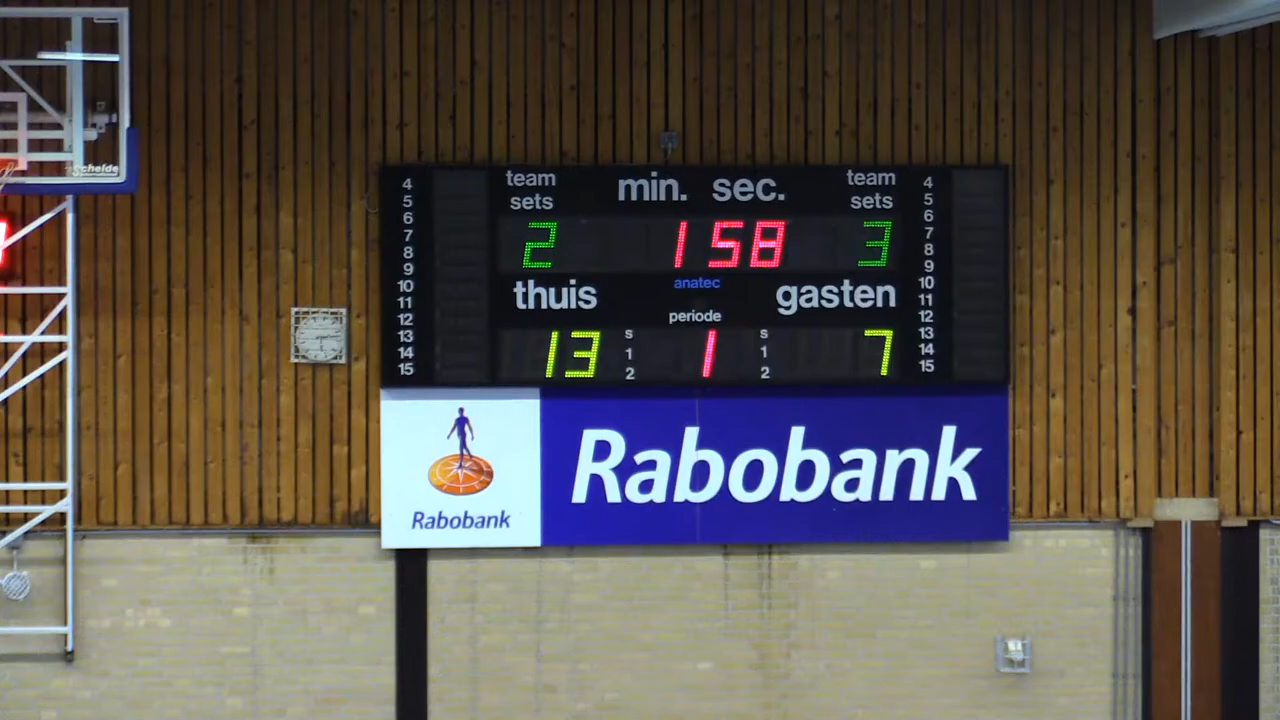 Schelde
team min. sec. team
sets sets
2 1 58 3
thuis anatec gasten
periode
13 1 7
s s
1 1
2 2
4 4
5 5
6 6
7 7
8 8
9 9
10 10
11 11
12 12
13 13
14 14
15 15
Rabobank
Rabobank